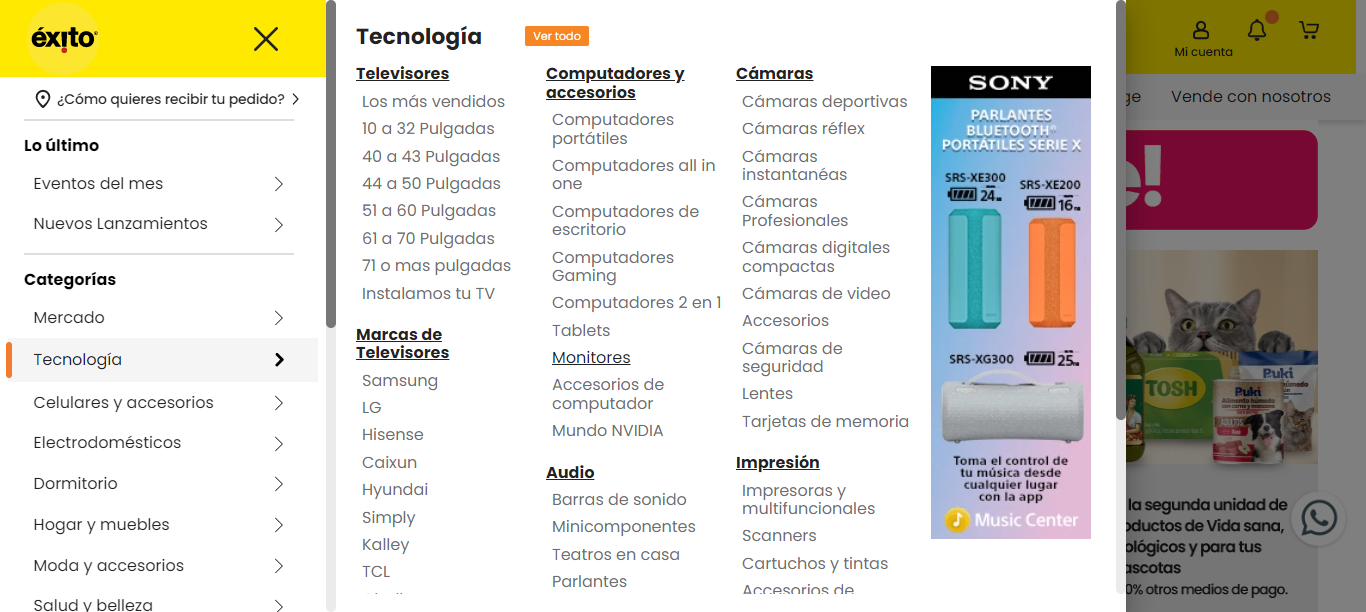 éxito
¿Cómo quieres recibir tu pedido?
Lo último
Eventos del mes
Nuevos Lanzamientos
Categorías
Mercado
Tecnología
Celulares y accesorios
Electrodomésticos
Dormitorio
Hogar y muebles
Moda y accesorios
Salud y belleza
Tecnología
Ver todo
Televisores
Los más vendidos
10 a 32 Pulgadas
40 a 43 Pulgadas
44 a 50 Pulgadas
51 a 60 Pulgadas
61 a 70 Pulgadas
71 o mas pulgadas
Instalamos tu TV
Marcas de
Televisores
Samsung
LG
Hisense
Caixun
Hyundai
Simply
Kalley
TCL
Computadores y
accesorios
Computadores
portátiles
Computadores all in
one
Computadores de
escritorio
Computadores
Gaming
Computadores 2 en 1
Tablets
Monitores
Accesorios de
computador
Mundo NVIDIA
Audio
Barras de sonido
Minicomponentes
Teatros en casa
Parlantes
Cámaras
Cámaras deportivas
Cámaras réflex
Cámaras
instantanéas
Cámaras
Profesionales
Cámaras digitales
compactas
Cámaras de video
Accesorios
Cámaras de
seguridad
Lentes
Tarjetas de memoria
Impresión
Impresoras y
multifuncionales
Scanners
Cartuchos y tintas
Accesorios de
SONY
PARLANTES
BLUETOOTH®
PORTÁTILES SERIE X
SRS-XE300
24
SRS-XE200
16
SRS-XG300
25
Toma el control de
tu música desde
cualquier lugar
con la app
Music Center
Mi cuenta
ge
Vende con nosotros
e!
TOSH
Puki
Puki
Alimento húmedo
ADULTOS
la segunda unidad de
oductos de Vida sana,
ológicos y para tus
ascotas
0% otros medios de pago.